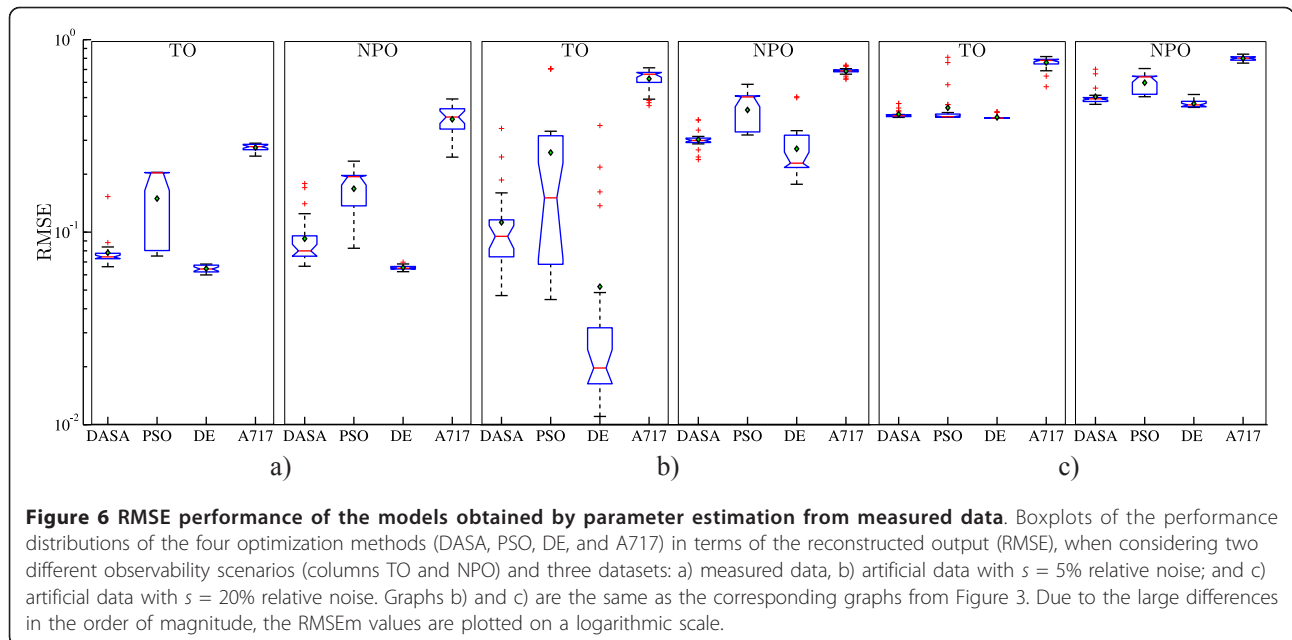 TO NPO TO NPO TO NPO
10^0
10^-1
10^-2
RMSE
DASA PSO DE A717 DASA PSO DE A717 DASA PSO DE A717 DASA PSO DE A717 DASA PSO DE A717 DASA PSO DE A717
a) b) c)
Figure 6 RMSE performance of the models obtained by parameter estimation from measured data. Boxplots of the performance
distributions of the four optimization methods (DASA, PSO, DE, and A717) in terms of the reconstructed output (RMSE), when considering two
different observability scenarios (columns TO and NPO) and three datasets: a) measured data, b) artificial data with s = 5% relative noise; and c)
artificial data with s = 20% relative noise. Graphs b) and c) are the same as the corresponding graphs from Figure 3. Due to the large differences
in the order of magnitude, the RMSEm values are plotted on a logarithmic scale.